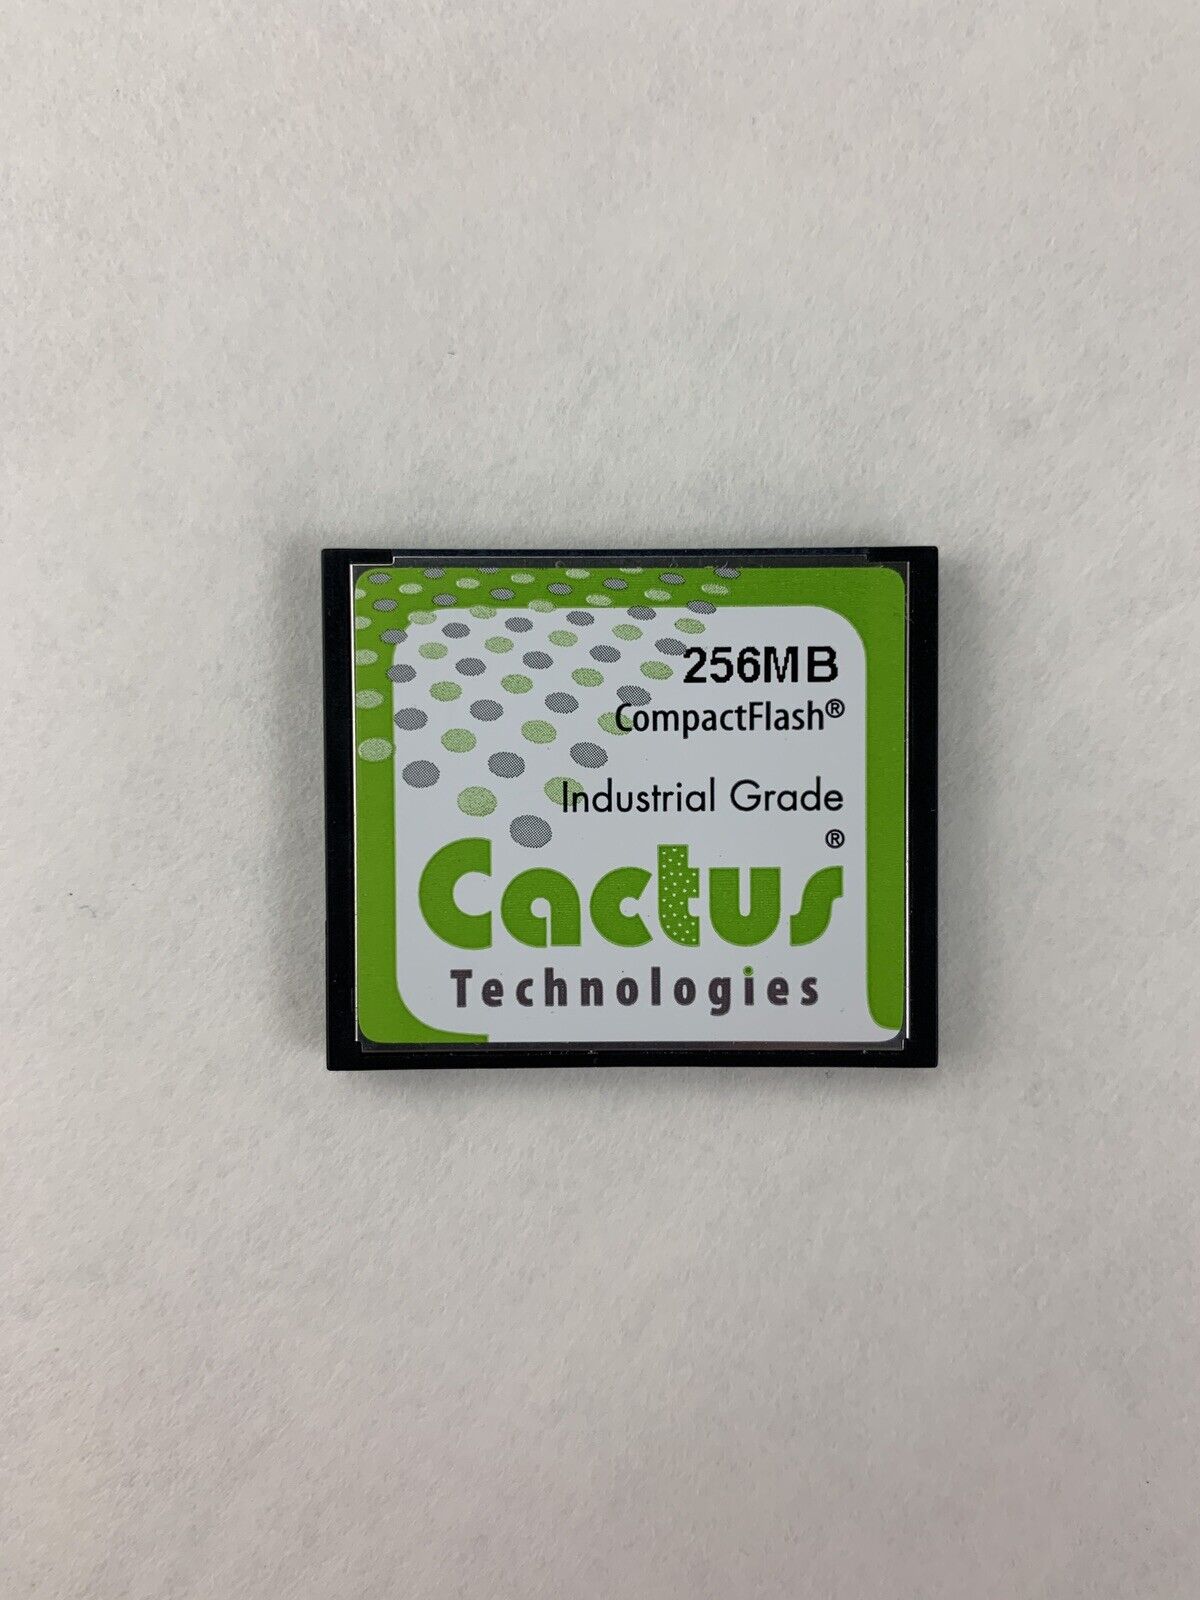 256MB
CompactFlash®
Industrial Grade
Cactus®
Technologies